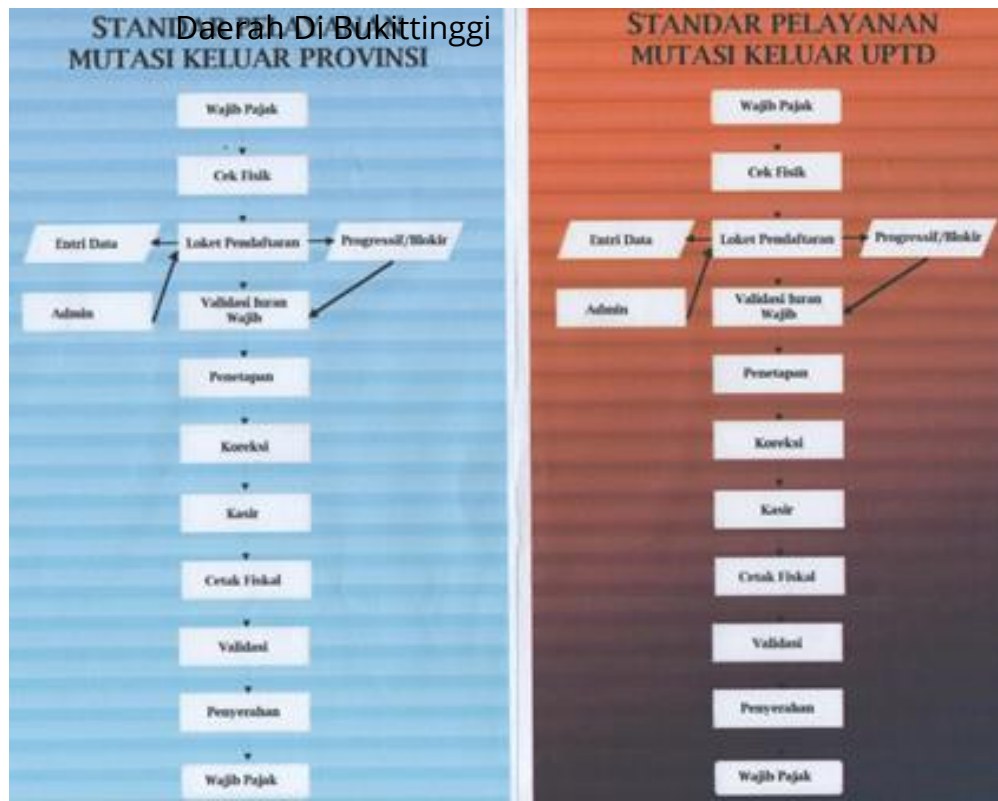 Daerah Di Bukittinggi
STANDAR PELAYANAN
MUTASI KELUAR PROVINSI
Wajib Pajak
Cek Fisik
Entri Data
Loket Pendaftaran
Progressif/Blokir
Admin
Validasi Iuran
Wajib
Penetapan
Koreksi
Kasir
Cetak Fiskal
Validasi
Penyerahan
Wajib Pajak
STANDAR PELAYANAN
MUTASI KELUAR UPTD
Wajib Pajak
Cek Fisik
Entri Data
Loket Pendaftaran
Progressif/Blokir
Admin
Validasi Iuran
Wajib
Penetapan
Koreksi
Kasir
Cetak Fiskal
Validasi
Penyerahan
Wajib Pajak